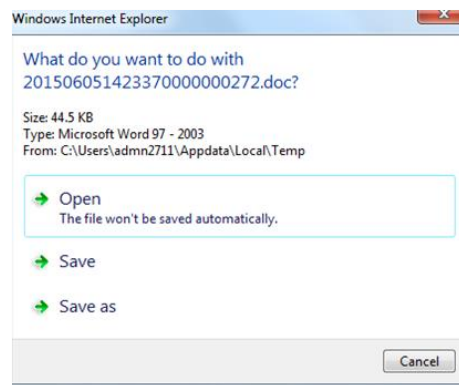 Windows Internet Explorer
What do you want to do with
201506051423370000000272.doc?
Size: 44.5 KB
Type: Microsoft Word 97 - 2003
From: C:\Users\admn2711\Appdata\Local\Temp
Open
The file won't be saved automatically.
Save
Save as
Cancel